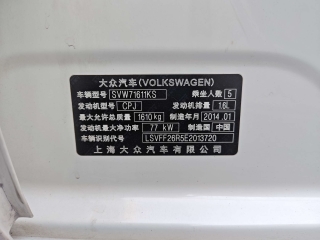 大众汽车(VOLKSWAGEN)
车辆型号 SVW71611KS 乘坐人数 5
发动机型号 CPJ 发动机排量 1.6L
最大允许总质量 1610kg 制造年月 2014.01
发动机最大净功率 77 kW 制造国 中国
车辆识别代号 LSVFF26R5E2013720
上海大众汽车有限公司